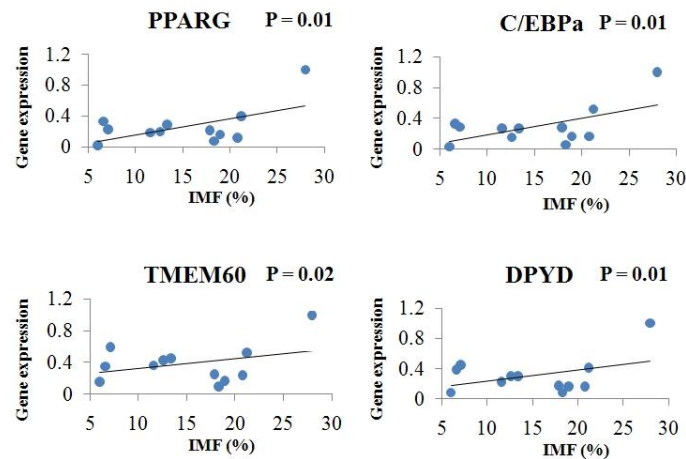 PPARG P = 0.01
Gene expression
1.2
0.8
0.4
0
5 10 15 20 25 30
IMF (%)
C/EBPa P = 0.01
Gene expression
1.2
0.8
0.4
0
5 10 15 20 25 30
IMF (%)
TMEM60 P = 0.02
Gene expression
1.2
0.8
0.4
0
5 10 15 20 25 30
IMF (%)
DPYD P = 0.01
Gene expression
1.2
0.8
0.4
0
5 10 15 20 25 30
IMF (%)